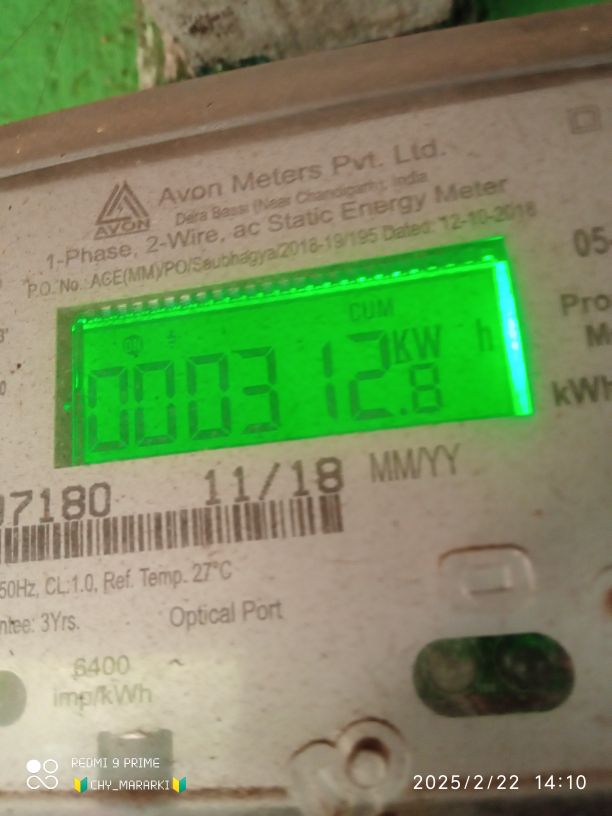 AVON
Avon Meters Pvt. Ltd.
Dera Bassi (Near Chandigarh), India
1-Phase, 2-Wire, ac Static Energy Meter
P.O. No.: AGE(MM)/PO/Saubhagya/2018-19/195 Dated: 12-10-2018
05-
Pro
M
kWh
CUM
000312.8 KW h
7180 11/18 MM/YY
50Hz, CL:1.0, Ref. Temp. 27°C
ntee: 3Yrs. Optical Port
6400
imp/kWh
REDMI 9 PRIME
CHY_MARARKI
2025/2/22 14:10